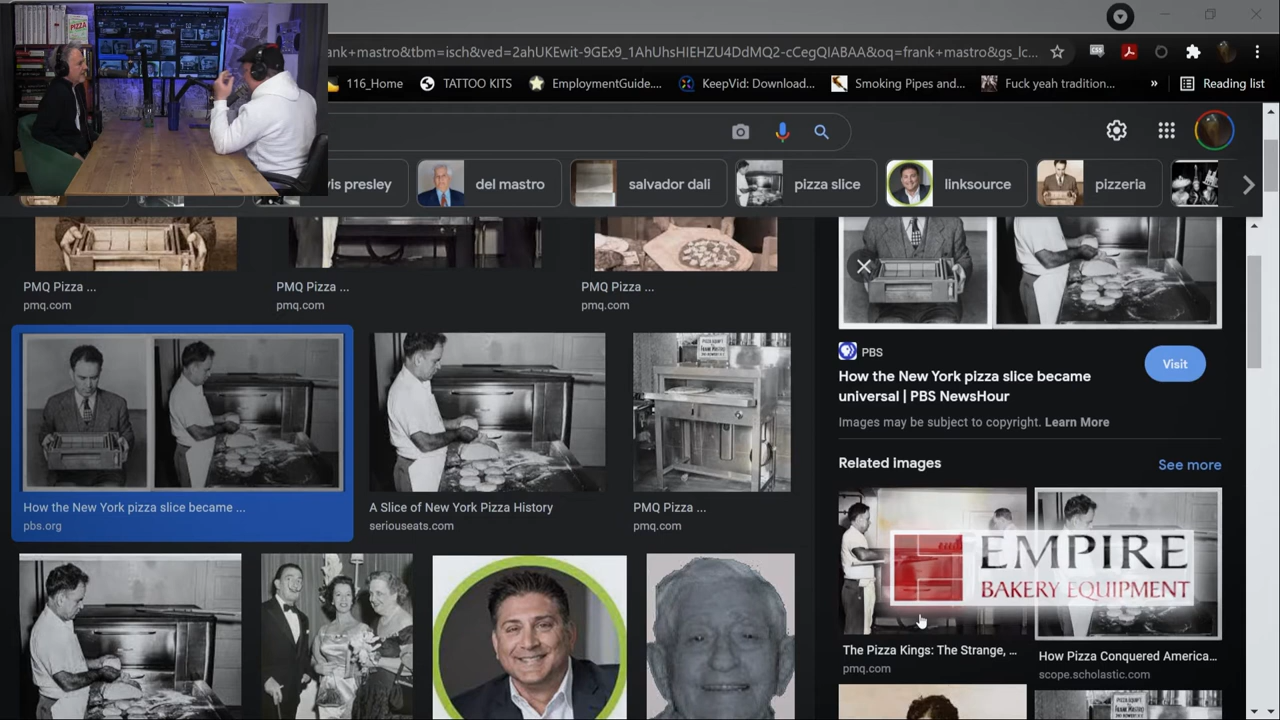 PIZZA
ank+mastro&tbm=isch&ved=2ahUKEwi-9GEx9_AhUhsHIEHZU4CdMQ2-cCegQIABAA&oq=frank+mastro&gs_lc...
116_Home
TATTOO KITS
EmploymentGuide....
Keeword: Download...
Smoking Pipes and...
Fuck yeah tradition...
»
Reading list
vis presley
del mastro
salvador dali
pizza slice
linksource
pizzeria
PMQ Pizza ...
pmq.com
PMQ Pizza ...
pmq.com
PMQ Pizza ...
pmq.com
How the New York pizza slice became ...
pbs.org
A Slice of New York Pizza History
seriouseats.com
PMQ Pizza ...
pmq.com
PBS
How the New York pizza slice became
universal | PBS NewsHour
Visit
Images may be subject to copyright. Learn More
Related images
See more
EMPIRE
BAKERY EQUIPMENT
The Pizza Kings: The Strange, ...
pmq.com
How Pizza Conquered America...
scope.scholastic.com